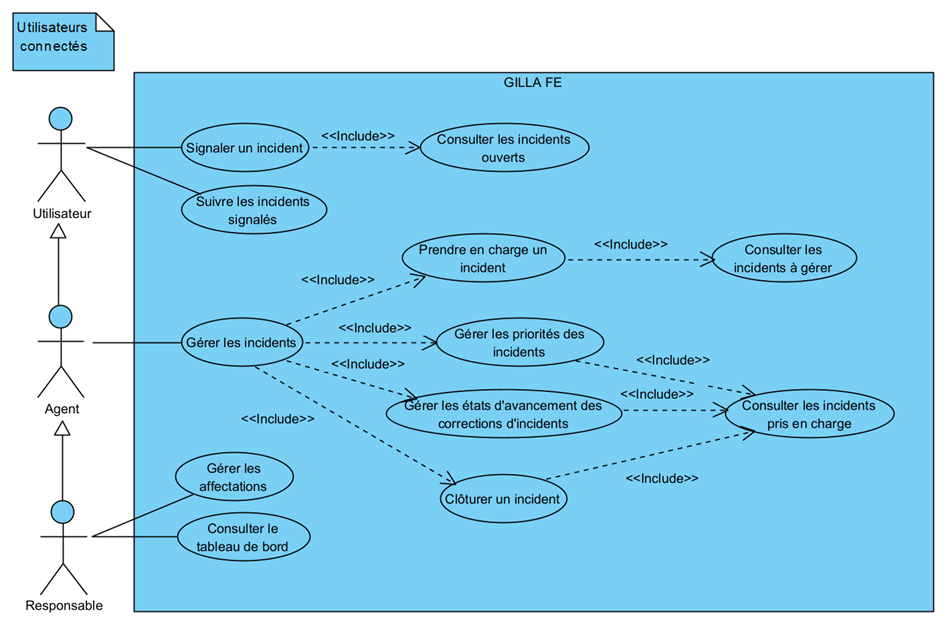 Utilisateurs
connectés
GILLA FE
<<Include>>
Signaler un incident
Consulter les incidents
ouverts
Suivre les incidents
signalés
Utilisateur
Prendre en charge un
incident
<<Include>>
Consulter les
incidents à gérer
<<Include>>
Gérer les incidents
<<Include>>
Gérer les priorités des
incidents
<<Include>>
<<Include>>
<<Include>>
Agent
Gérer les états d'avancement des
corrections d'incidents
Consulter les incidents
pris en charge
<<Include>>
Gérer les
affectations
<<Include>>
Clôturer un incident
Consulter le
tableau de bord
Responsable